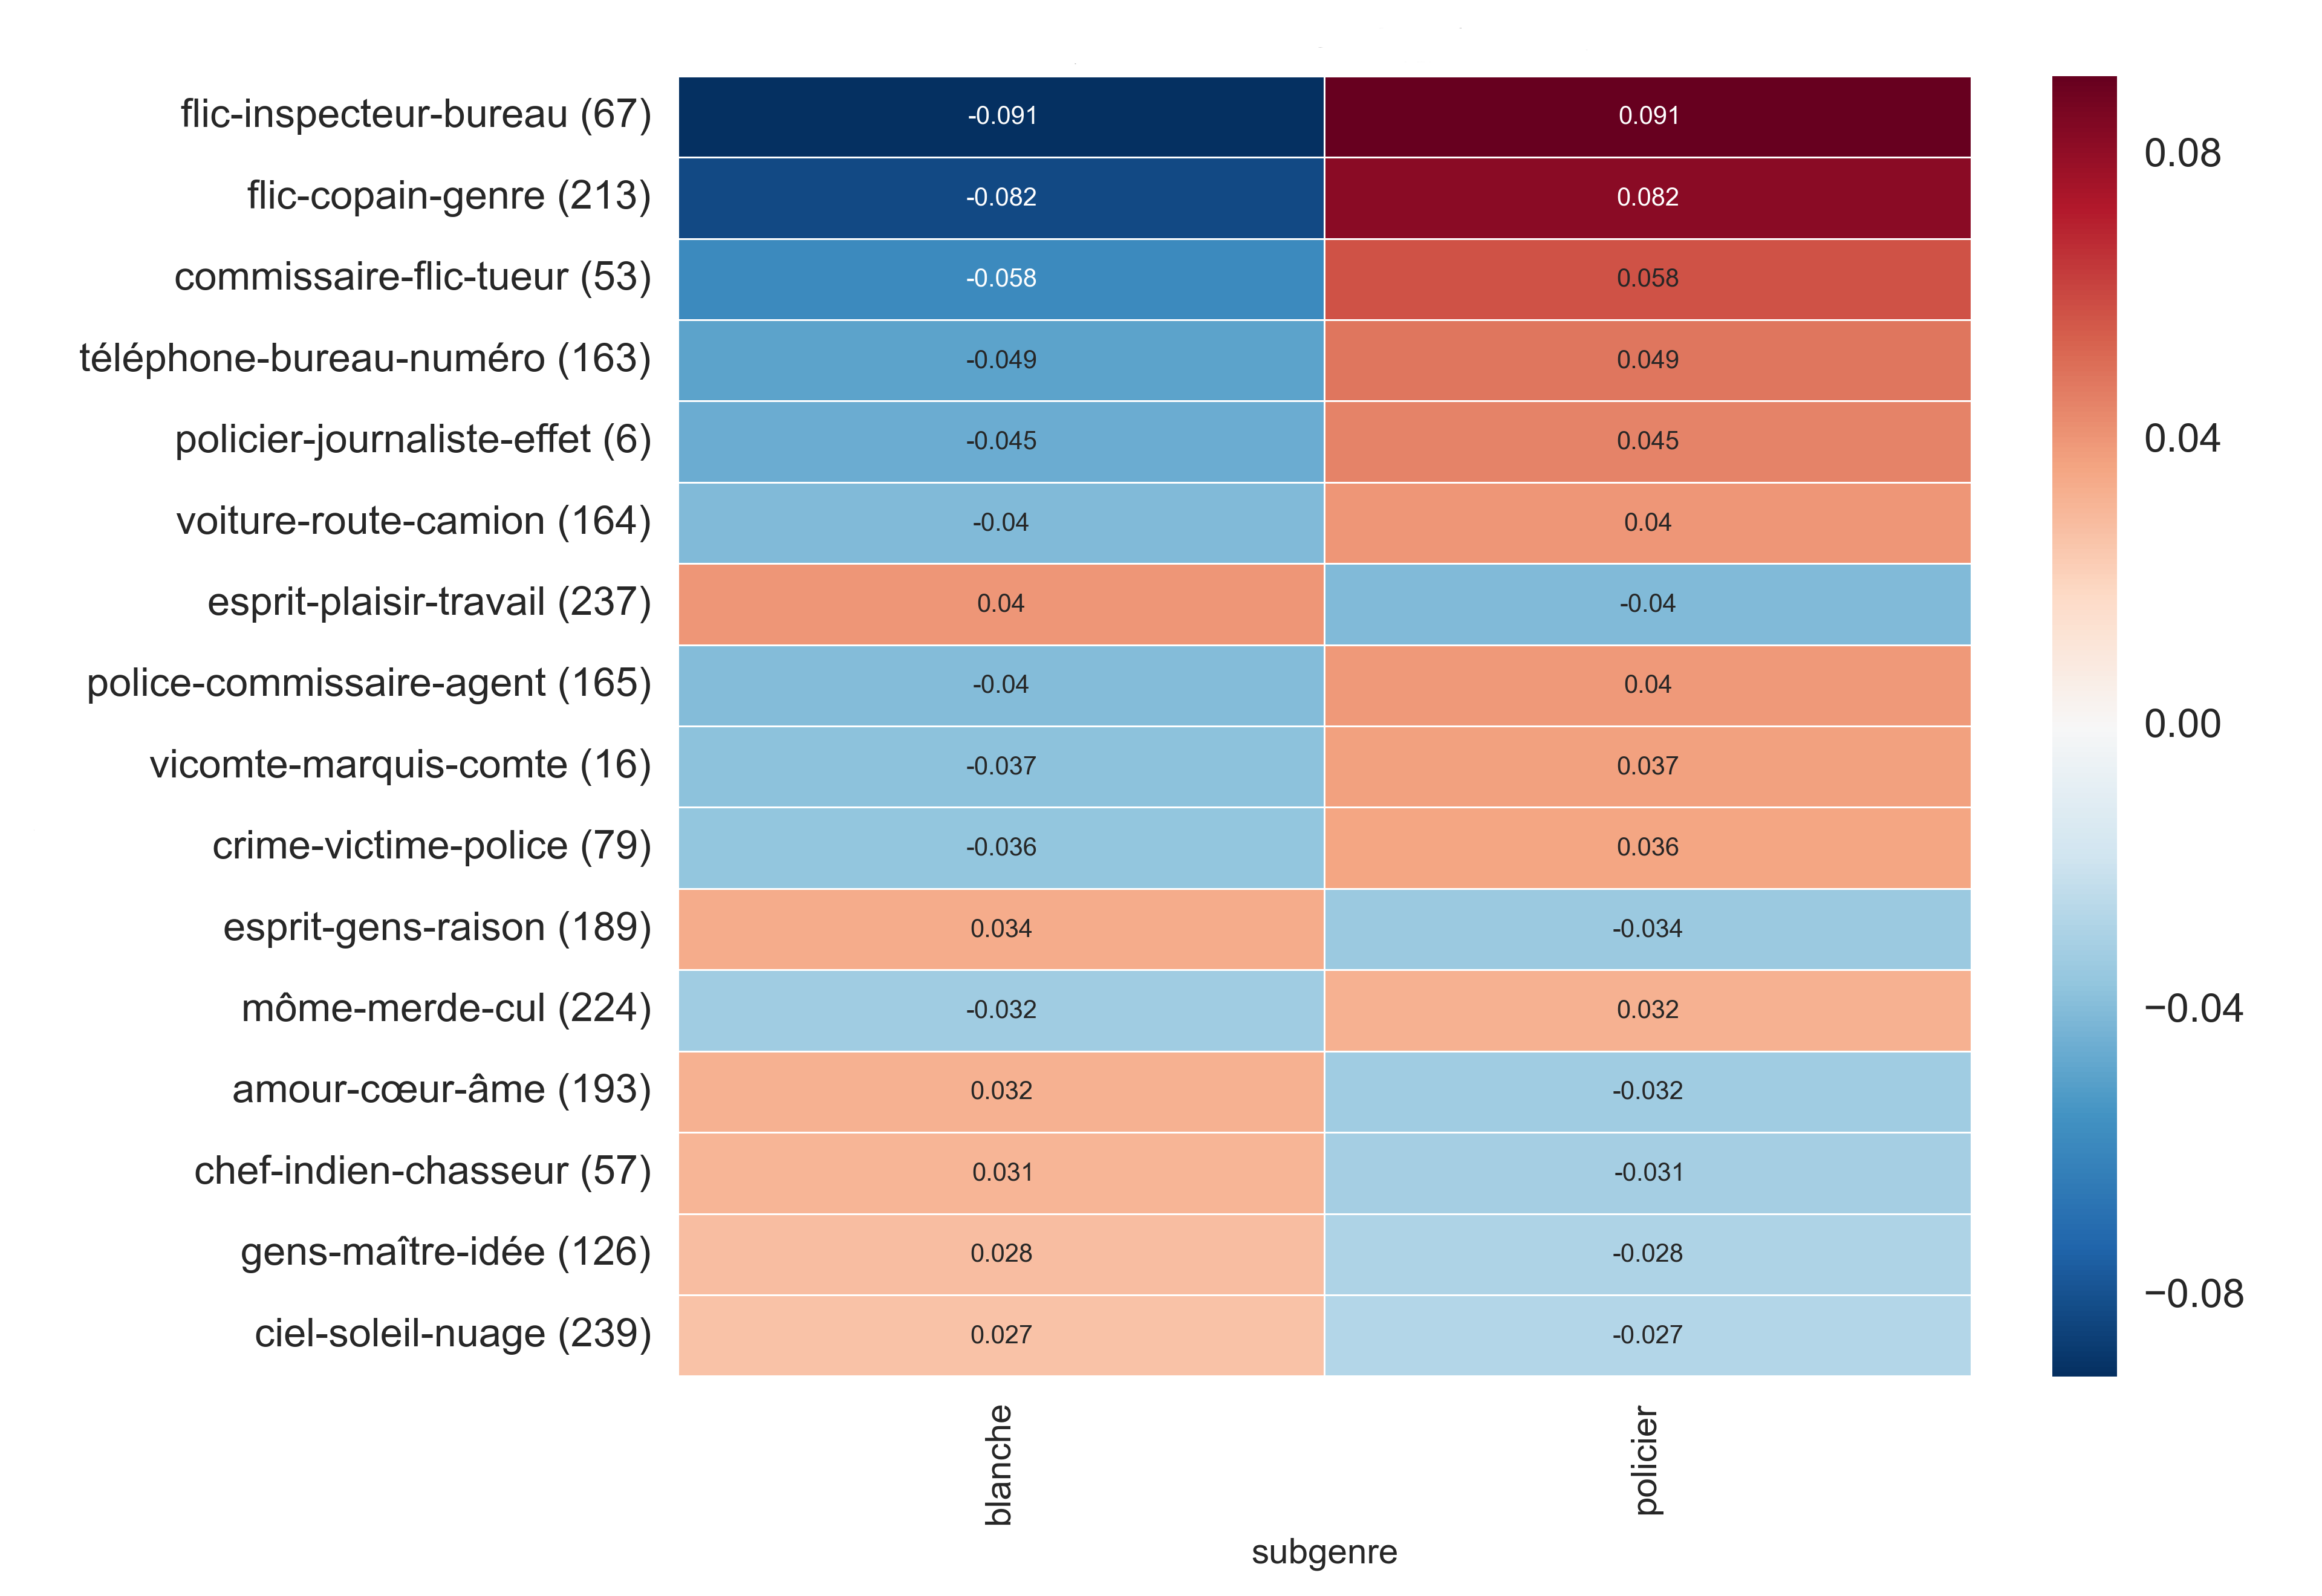 flic-inspecteur-bureau (67) -0.091 0.091
flic-copain-genre (213) -0.082 0.082
commissaire-flic-tueur (53) -0.058 0.058
téléphone-bureau-numéro (163) -0.049 0.049
policier-journaliste-effet (6) -0.045 0.045
voiture-route-camion (164) -0.04 0.04
esprit-plaisir-travail (237) 0.04 -0.04
police-commissaire-agent (165) -0.04 0.04
vicomte-marquis-comte (16) -0.037 0.037
crime-victime-police (79) -0.036 0.036
esprit-gens-raison (189) 0.034 -0.034
môme-merde-cul (224) -0.032 0.032
amour-cœur-âme (193) 0.032 -0.032
chef-indien-chasseur (57) 0.031 -0.031
gens-maître-idée (126) 0.028 -0.028
ciel-soleil-nuage (239) 0.027 -0.027
blanche
policier
subgenre
0.08
0.04
0.00
−0.04
−0.08